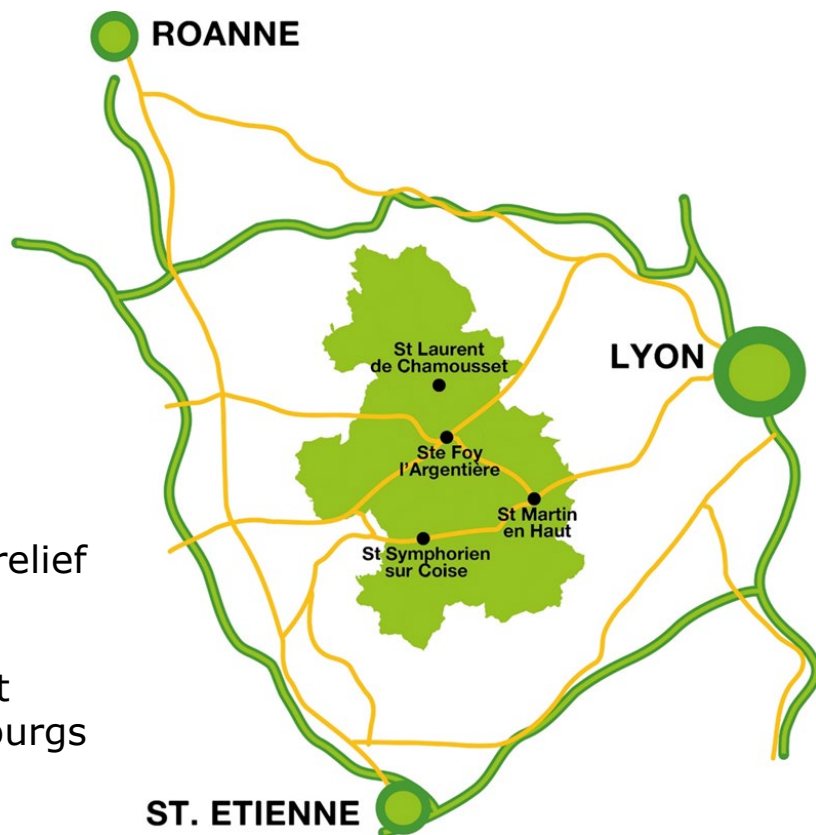 ROANNE
St Laurent
de Chamousset
LYON
Ste Foy
l'Argentière
St Martin
en Haut
St Symphorien
sur Coise
relief
t
ourgs
ST. ETIENNE